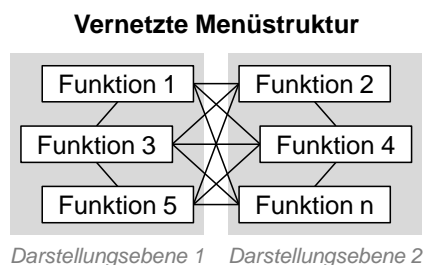 Vernetzte Menüstruktur
Funktion 1 Funktion 2
Funktion 3 Funktion 4
Funktion 5 Funktion n
Darstellungsebene 1 Darstellungsebene 2